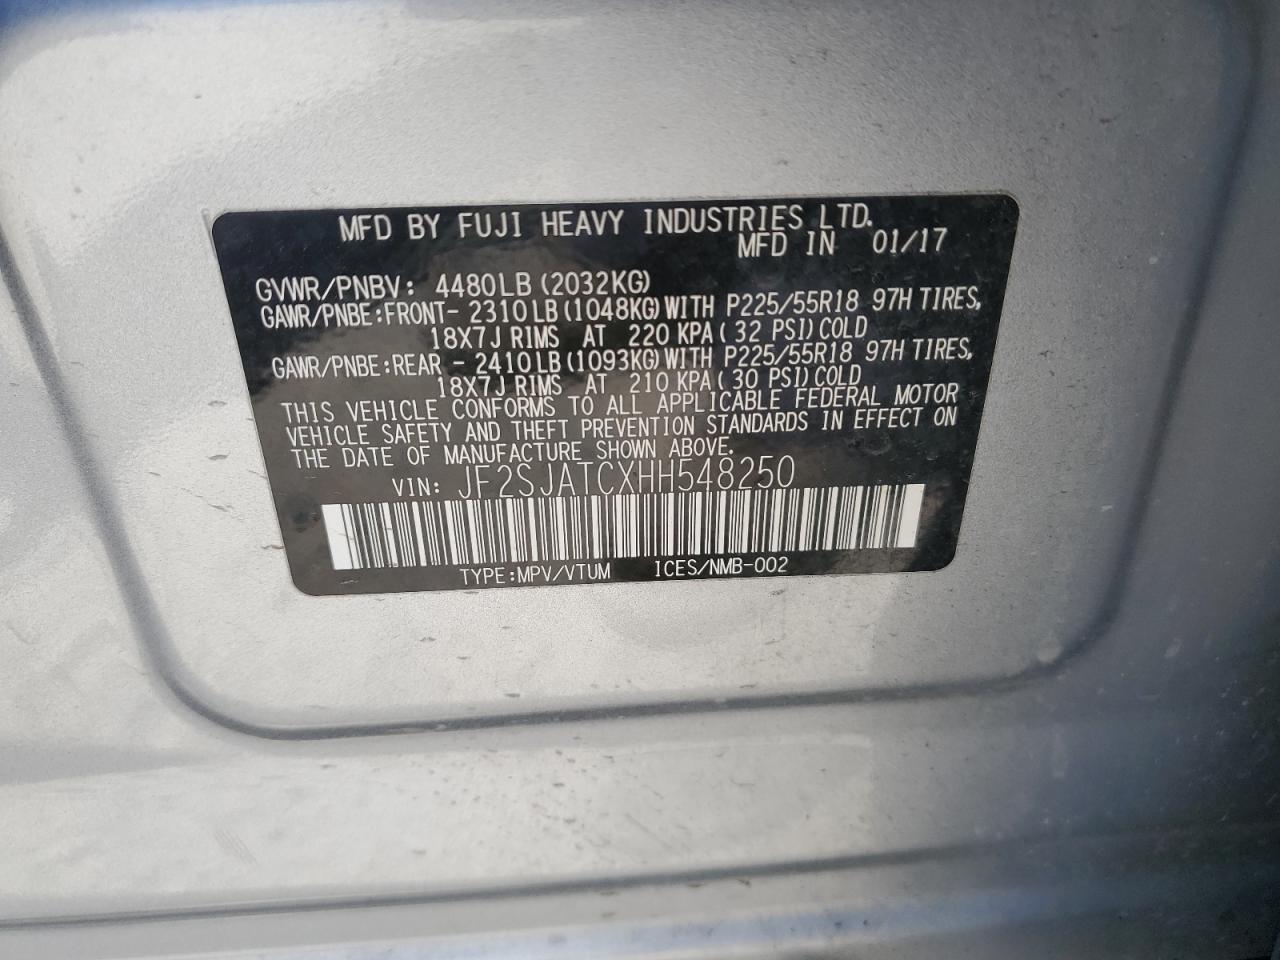 MFD BY FUJI HEAVY INDUSTRIES LTD.
MFD IN 01/17
GVWR/PNBV: 4480LB (2032KG)
GAWR/PNBE:FRONT- 2310LB (1048KG) WITH P225/55R18 97H TIRES,
18X7J RIMS AT 220 KPA ( 32 PSI) COLD
GAWR/PNBE:REAR - 2410LB (1093KG) WITH P225/55R18 97H TIRES,
18X7J RIMS AT 210 KPA ( 30 PSI) COLD
THIS VEHICLE CONFORMS TO ALL APPLICABLE FEDERAL MOTOR
VEHICLE SAFETY AND THEFT PREVENTION STANDARDS IN EFFECT ON
THE DATE OF MANUFACTURE SHOWN ABOVE.
VIN: JF2SJATCXHH548250
TYPE:MPV/VTUM ICES/NMB-002